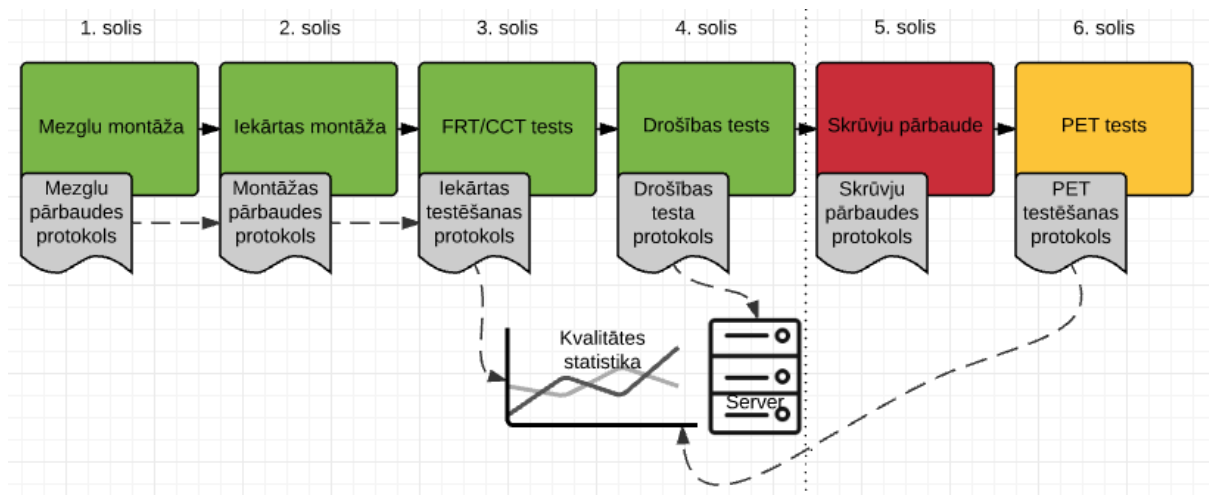 1. solis
2. solis
3. solis
4. solis
5. solis
6. solis
Mezglu montāža
Iekārtas montāža
FRT/CCT tests
Drošības tests
Skrūvju pārbaude
PET tests
Mezglu
pārbaudes
protokols
Montāžas
pārbaudes
protokols
Iekārtas
testēšanas
protokols
Drošības
testa
protokols
Skrūvju
pārbaudes
protokols
PET
testēšanas
protokols
Kvalitātes
statistika
Server